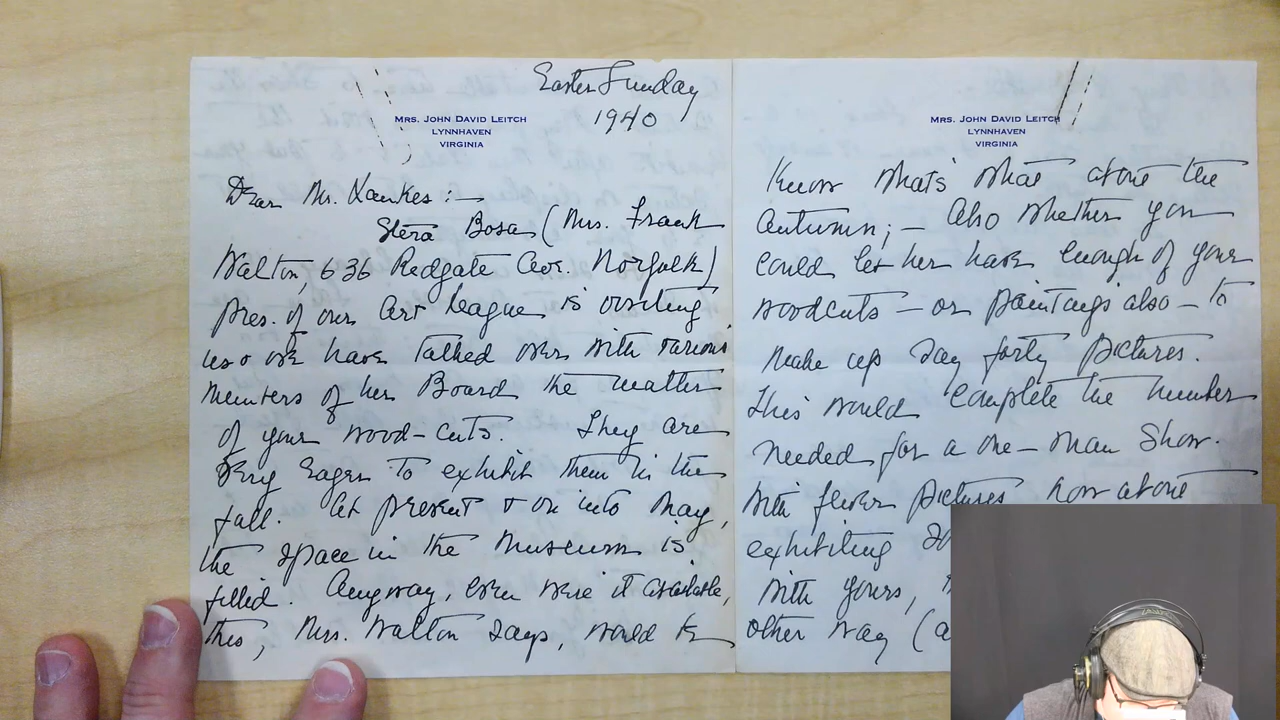 Easter Sunday
1940
MRS. JOHN DAVID LEITCH
LYNNHAVEN
VIRGINIA
Dear Mr. Lankes :—
Bosa (Mrs. Frank
Walton, 636 Redgate Ave. Norfolk)
Pres. of our Art League is visiting
us & we have talked over with various
members of her Board the matter
of your wood-cuts. They are
very eager to exhibit them in the
fall. At present & on into May,
the space in the Museum is
filled. Anyway, even were it available,
this, Mrs. Walton says, would be
MRS. JOHN DAVID LEITCH
LYNNHAVEN
VIRGINIA
Know what's what about the
Autumn; — Also whether you
could let her have enough of your
woodcuts — or paintings also — to
make up say forty pictures.
This would complete the number
needed for a one-man show.
With fewer pictures, how about
exhibiting
with yours,
other way (a